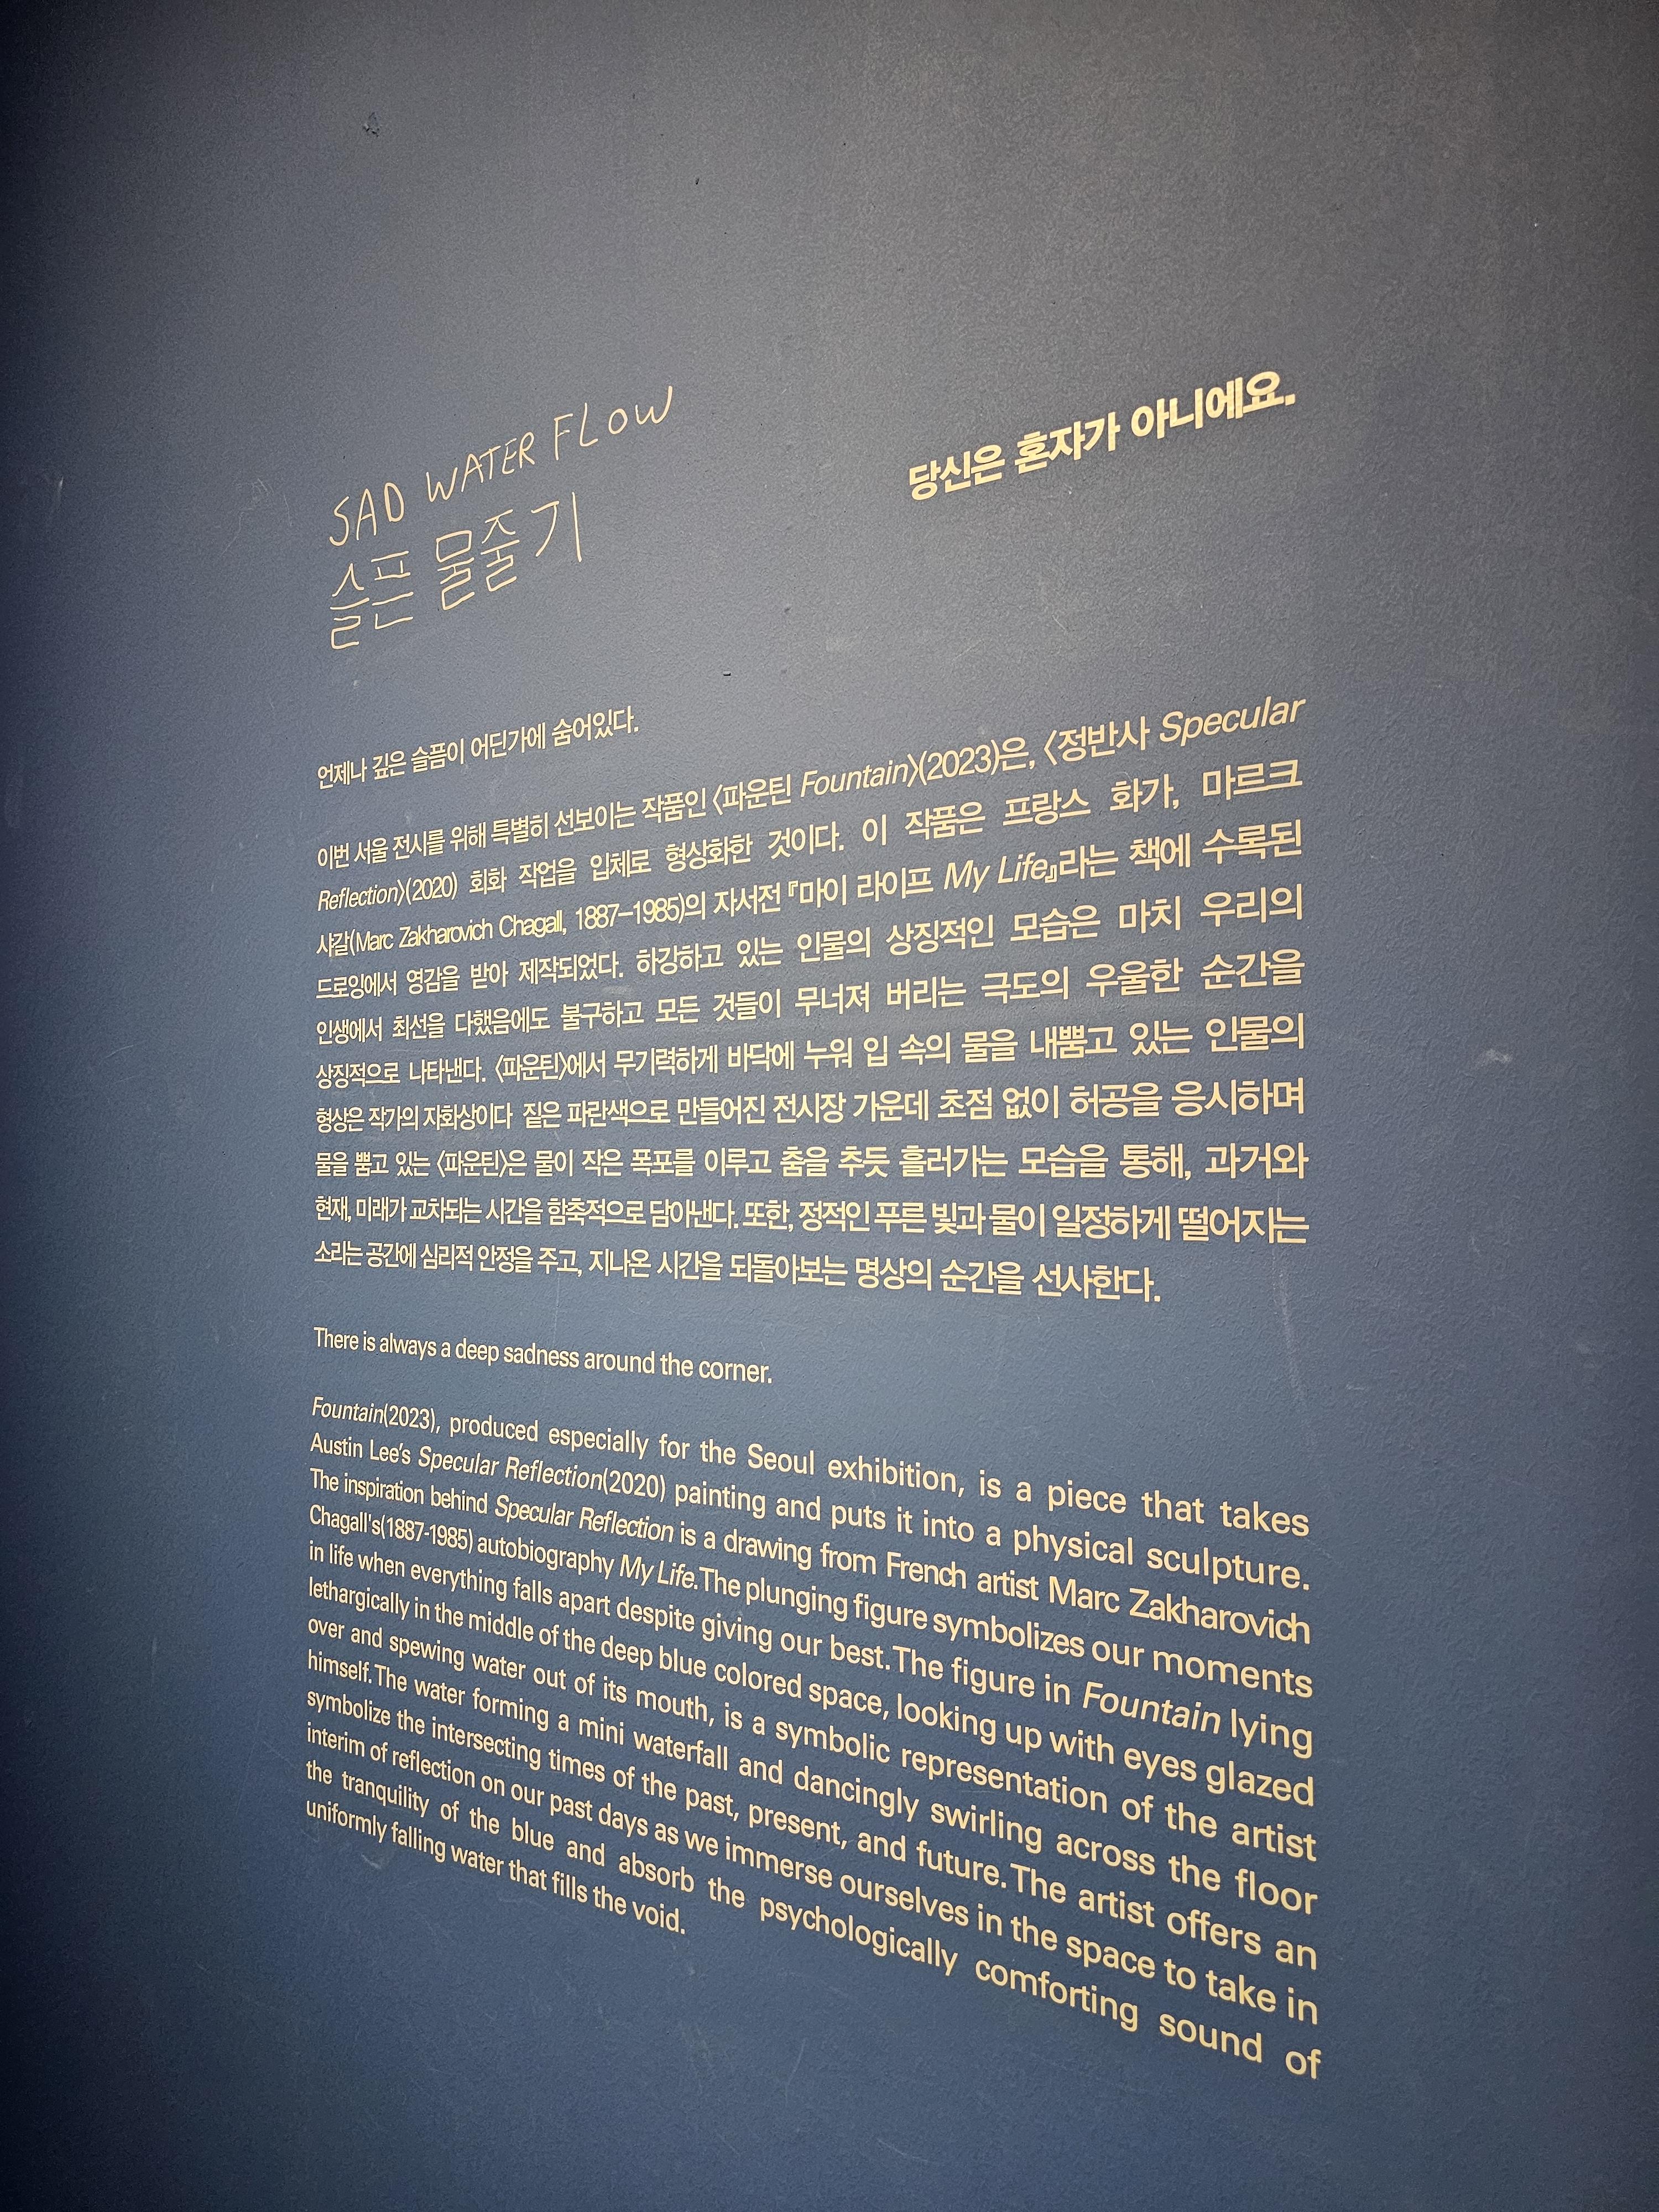 SAD WATER FLOW
슬픈 물줄기
당신은 혼자가 아니에요.
언제나 깊은 슬픔이 어딘가에 숨어있다.
이번 서울 전시를 위해 특별히 선보이는 작품인 〈파운틴 Fountain〉(2023)은, 〈정반사 Specular
Reflection〉(2020) 회화 작업을 입체로 형상화한 것이다. 이 작품은 프랑스 화가, 마르크
샤갈(Marc Zakharovich Chagall, 1887–1985)의 자서전 『마이 라이프 My Life』라는 책에 수록된
드로잉에서 영감을 받아 제작되었다. 하강하고 있는 인물의 상징적인 모습은 마치 우리의
인생에서 최선을 다했음에도 불구하고 모든 것들이 무너져 버리는 극도의 우울한 순간을
상징적으로 나타낸다. 〈파운틴〉에서 무기력하게 바닥에 누워 입 속의 물을 내뿜고 있는 인물의
형상은 작가의 자화상이다 짙은 파란색으로 만들어진 전시장 가운데 초점 없이 허공을 응시하며
물을 뿜고 있는 〈파운틴〉은 물이 작은 폭포를 이루고 춤을 추듯 흘러가는 모습을 통해, 과거와
현재, 미래가 교차되는 시간을 함축적으로 담아낸다. 또한, 정적인 푸른 빛과 물이 일정하게 떨어지는
소리는 공간에 심리적 안정을 주고, 지나온 시간을 되돌아보는 명상의 순간을 선사한다.
There is always a deep sadness around the corner.
Fountain(2023), produced especially for the Seoul exhibition, is a piece that takes
Austin Lee's Specular Reflection(2020) painting and puts it into a physical sculpture.
The inspiration behind Specular Reflection is a drawing from French artist Marc Zakharovich
Chagall's(1887-1985) autobiography My Life. The plunging figure symbolizes our moments
in life when everything falls apart despite giving our best. The figure in Fountain lying
lethargically in the middle of the deep blue colored space, looking up with eyes glazed
over and spewing water out of its mouth, is a symbolic representation of the artist
himself. The water forming a mini waterfall and dancingly swirling across the floor
symbolize the intersecting times of the past, present, and future. The artist offers an
interim of reflection on our past days as we immerse ourselves in the space to take in
the tranquility of the blue and absorb the psychologically comforting sound of
uniformly falling water that fills the void.